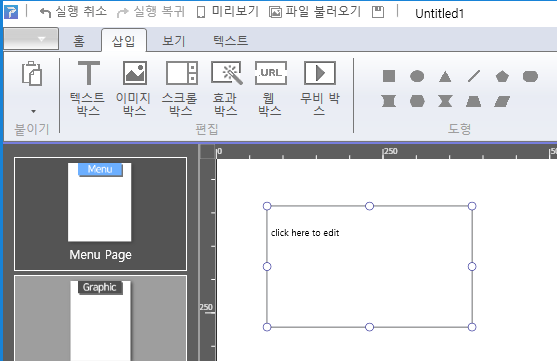 실행 취소 실행 복귀 미리보기 파일 불러오기 Untitled1
홈 삽입 보기 텍스트
텍스트 이미지 스크롤 효과 웹 무비 박
박스 박스 박스 박스 박스 스
.URL
붙이기 편집 도형
0 250 500
Menu
Menu Page
click here to edit
Graphic
250